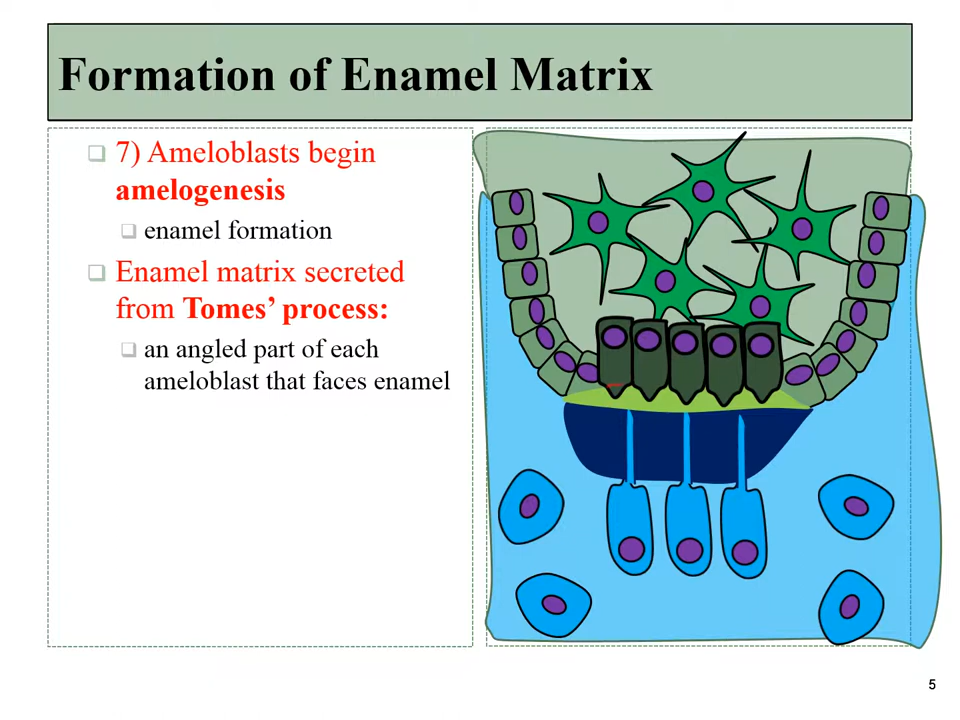 Formation of Enamel Matrix
7) Ameloblasts begin
amelogenesis
enamel formation
Enamel matrix secreted
from Tomes’ process:
an angled part of each
ameloblast that faces enamel
5